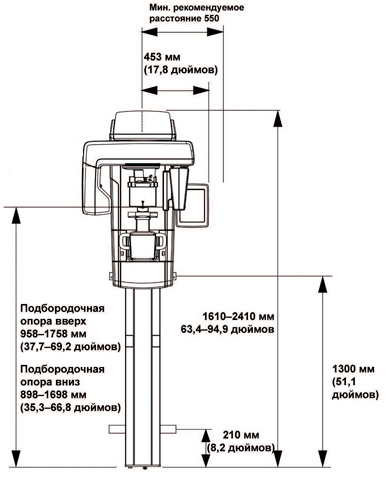 Мин. рекомендуемое
расстояние 550
453 мм
(17,8 дюймов)
Подбородочная
опора вверх
958–1758 мм
(37,7–69,2 дюймов)
Подбородочная
опора вниз
898–1698 мм
(35,3–66,8 дюймов)
1610–2410 мм
63,4–94,9 дюймов)
1300 мм
(51,1
дюймов)
210 мм
(8,2 дюймов)